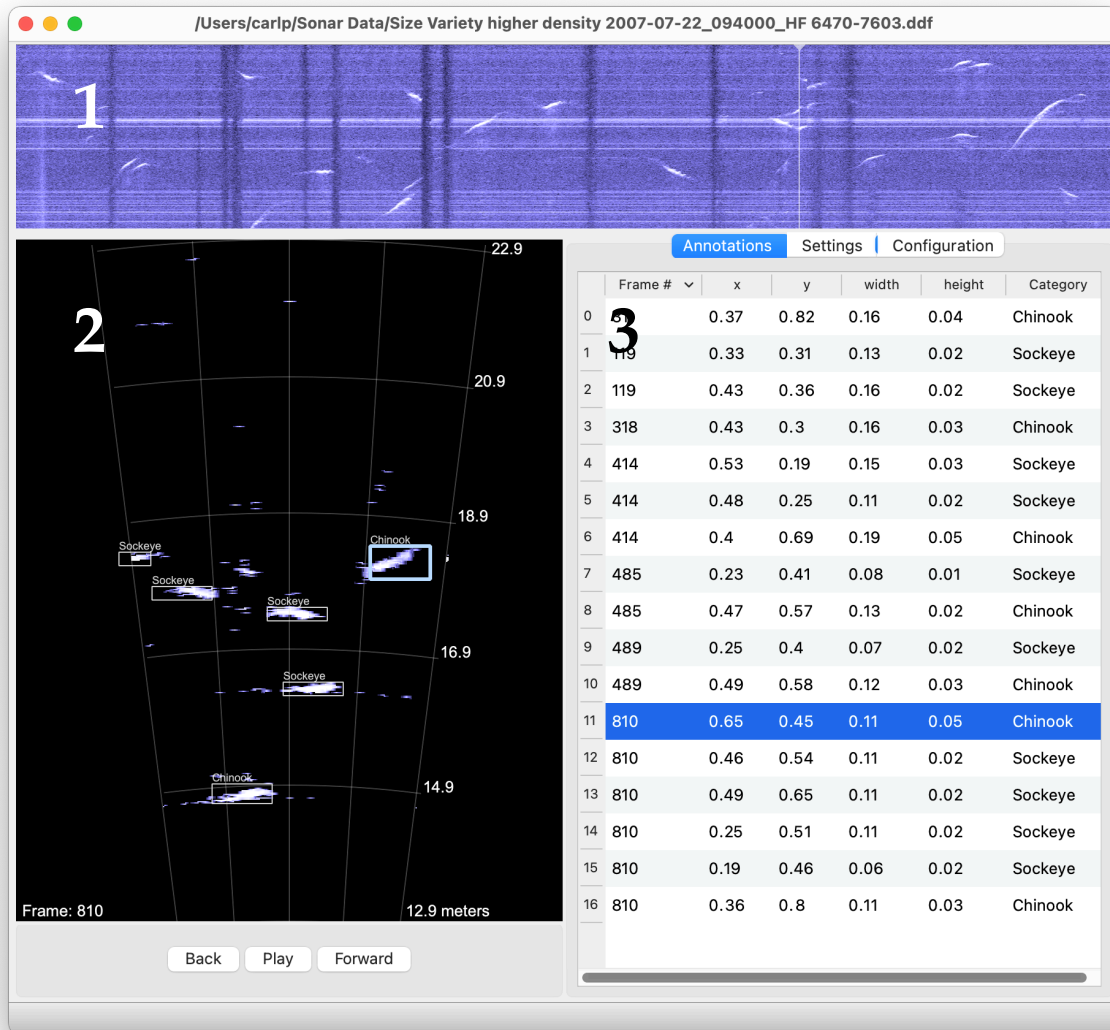 /Users/carlp/Sonar Data/Size Variety higher density 2007-07-22_094000_HF 6470-7603.ddf
1
2
22.9
20.9
18.9
Sockeye
Chinook
Sockeye
Sockeye
16.9
Sockeye
Chinook
14.9
Frame: 810
12.9 meters
Back Play Forward
Annotations Settings Configuration
Frame # x y width height Category
3
0 0.37 0.82 0.16 0.04 Chinook
1 119 0.33 0.31 0.13 0.02 Sockeye
2 119 0.43 0.36 0.16 0.02 Sockeye
3 318 0.43 0.3 0.16 0.03 Chinook
4 414 0.53 0.19 0.15 0.03 Sockeye
5 414 0.48 0.25 0.11 0.02 Sockeye
6 414 0.4 0.69 0.19 0.05 Chinook
7 485 0.23 0.41 0.08 0.01 Sockeye
8 485 0.47 0.57 0.13 0.02 Chinook
9 489 0.25 0.4 0.07 0.02 Sockeye
10 489 0.49 0.58 0.12 0.03 Chinook
11 810 0.65 0.45 0.11 0.05 Chinook
12 810 0.46 0.54 0.11 0.02 Sockeye
13 810 0.49 0.65 0.11 0.02 Sockeye
14 810 0.25 0.51 0.11 0.02 Sockeye
15 810 0.19 0.46 0.06 0.02 Sockeye
16 810 0.36 0.8 0.11 0.03 Chinook